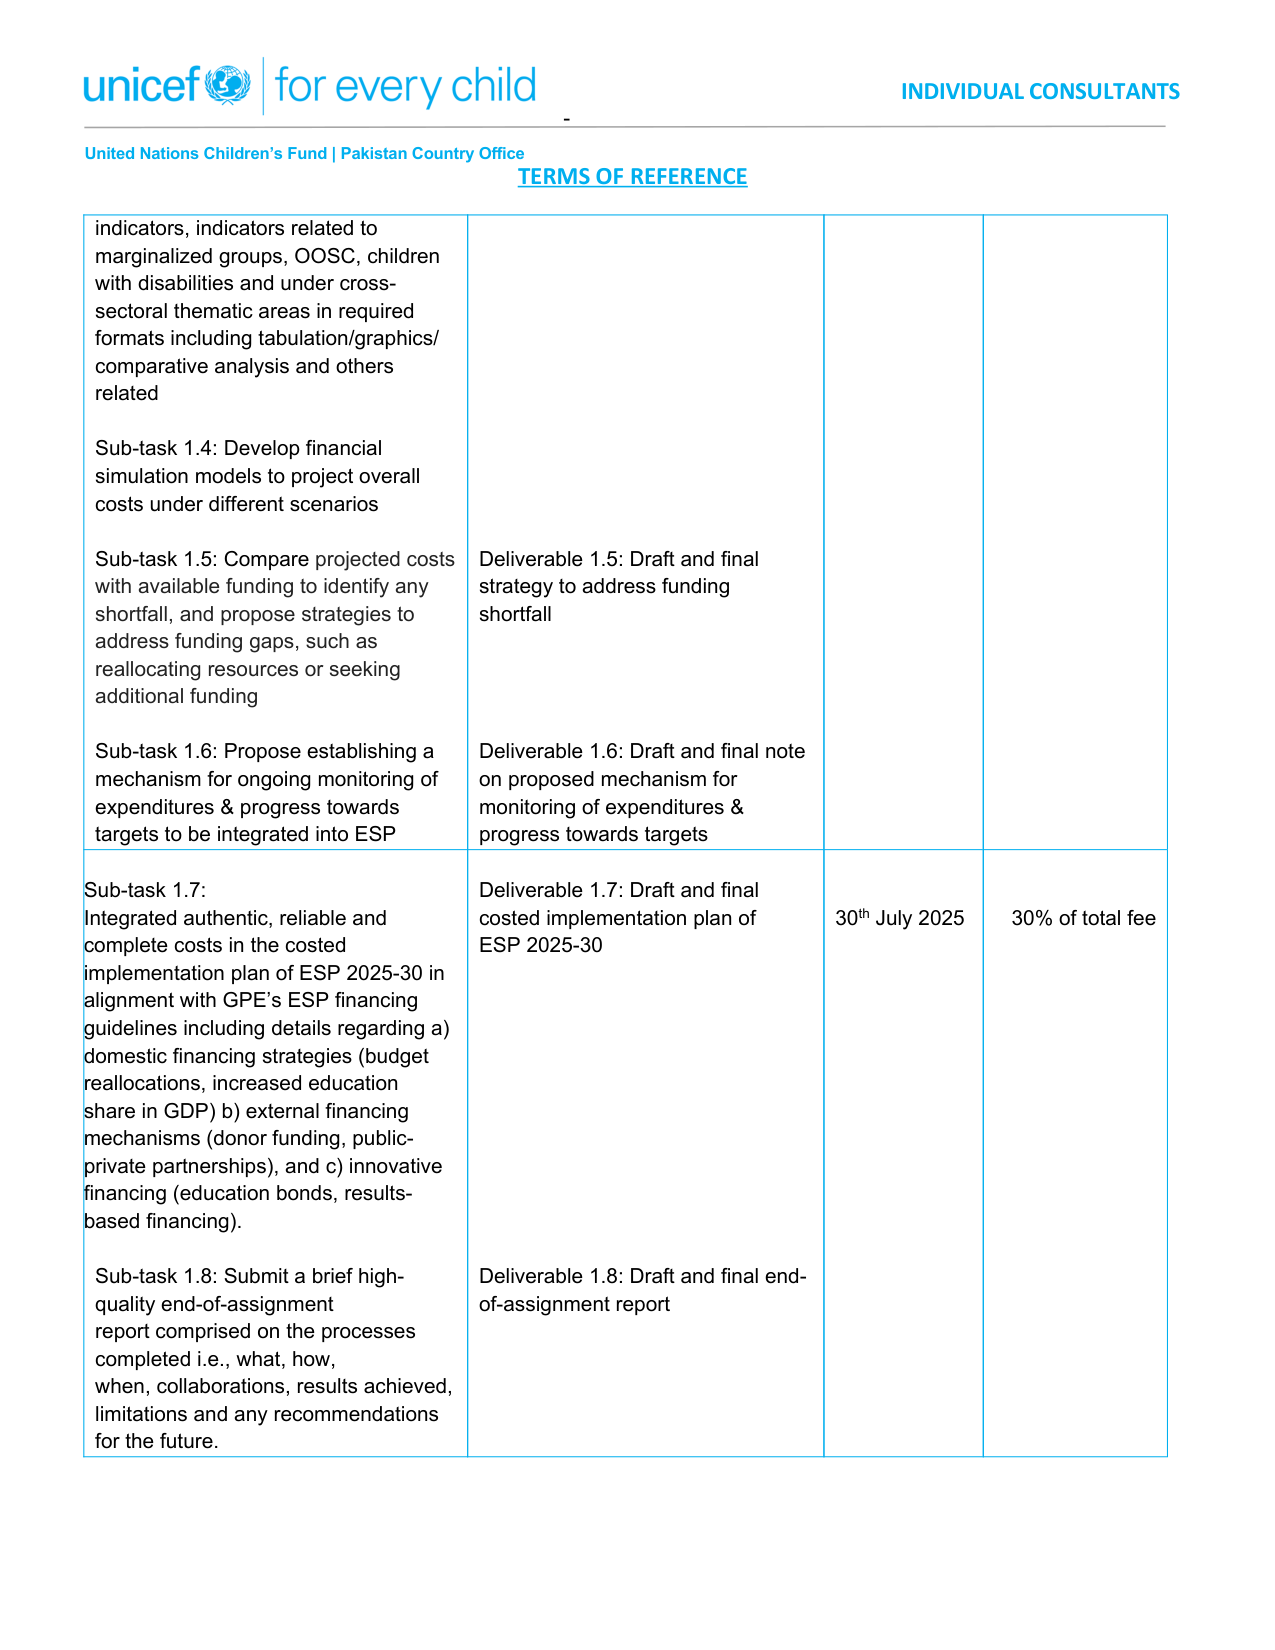 unicef for every child
INDIVIDUAL CONSULTANTS
-
United Nations Children's Fund | Pakistan Country Office
TERMS OF REFERENCE
indicators, indicators related to
marginalized groups, OOSC, children
with disabilities and under cross-
sectoral thematic areas in required
formats including tabulation/graphics/
comparative analysis and others
related
Sub-task 1.4: Develop financial
simulation models to project overall
costs under different scenarios
Sub-task 1.5: Compare projected costs
with available funding to identify any
shortfall, and propose strategies to
address funding gaps, such as
reallocating resources or seeking
additional funding
Deliverable 1.5: Draft and final
strategy to address funding
shortfall
Sub-task 1.6: Propose establishing a
mechanism for ongoing monitoring of
expenditures & progress towards
targets to be integrated into ESP
Deliverable 1.6: Draft and final note
on proposed mechanism for
monitoring of expenditures &
progress towards targets
Sub-task 1.7:
Integrated authentic, reliable and
complete costs in the costed
implementation plan of ESP 2025-30 in
alignment with GPE’s ESP financing
guidelines including details regarding a)
domestic financing strategies (budget
reallocations, increased education
share in GDP) b) external financing
mechanisms (donor funding, public-
private partnerships), and c) innovative
financing (education bonds, results-
based financing).
Deliverable 1.7: Draft and final
costed implementation plan of
ESP 2025-30
30th July 2025
30% of total fee
Sub-task 1.8: Submit a brief high-
quality end-of-assignment
report comprised on the processes
completed i.e., what, how,
when, collaborations, results achieved,
limitations and any recommendations
for the future.
Deliverable 1.8: Draft and final end-
of-assignment report